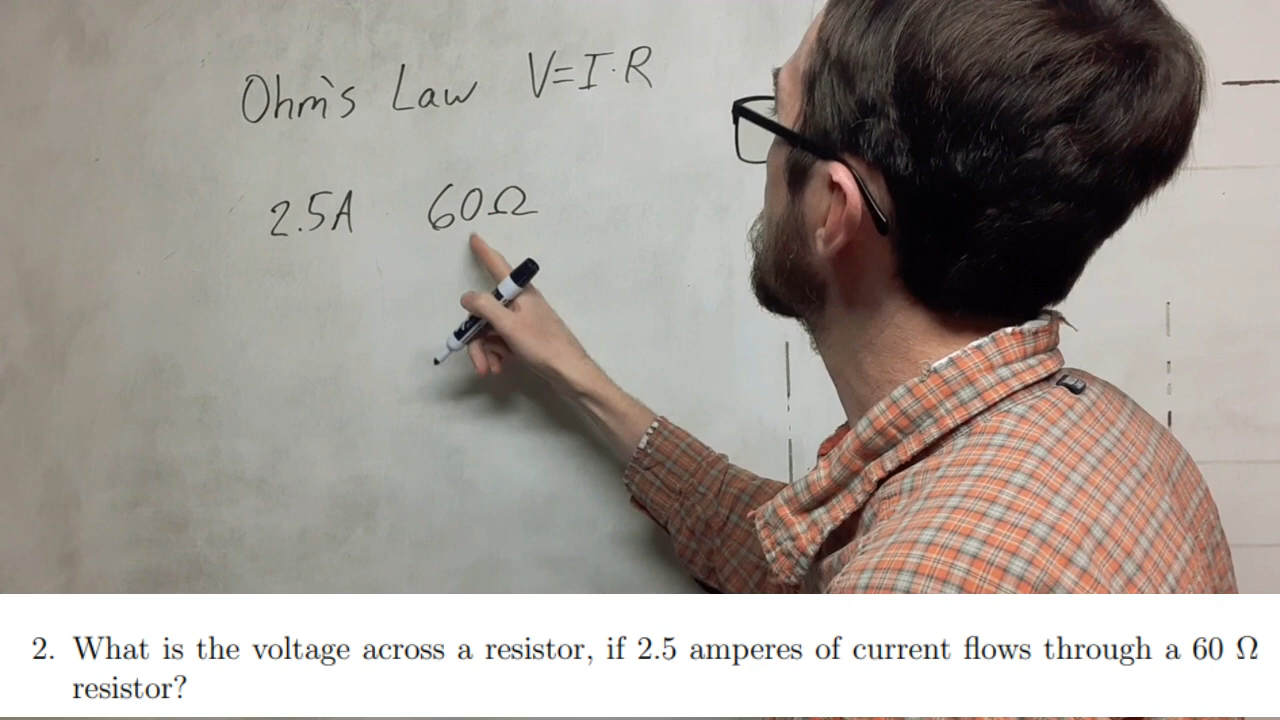 Ohm's Law V=I·R
2.5A 60Ω
2. What is the voltage across a resistor, if 2.5 amperes of current flows through a 60 Ω
resistor?